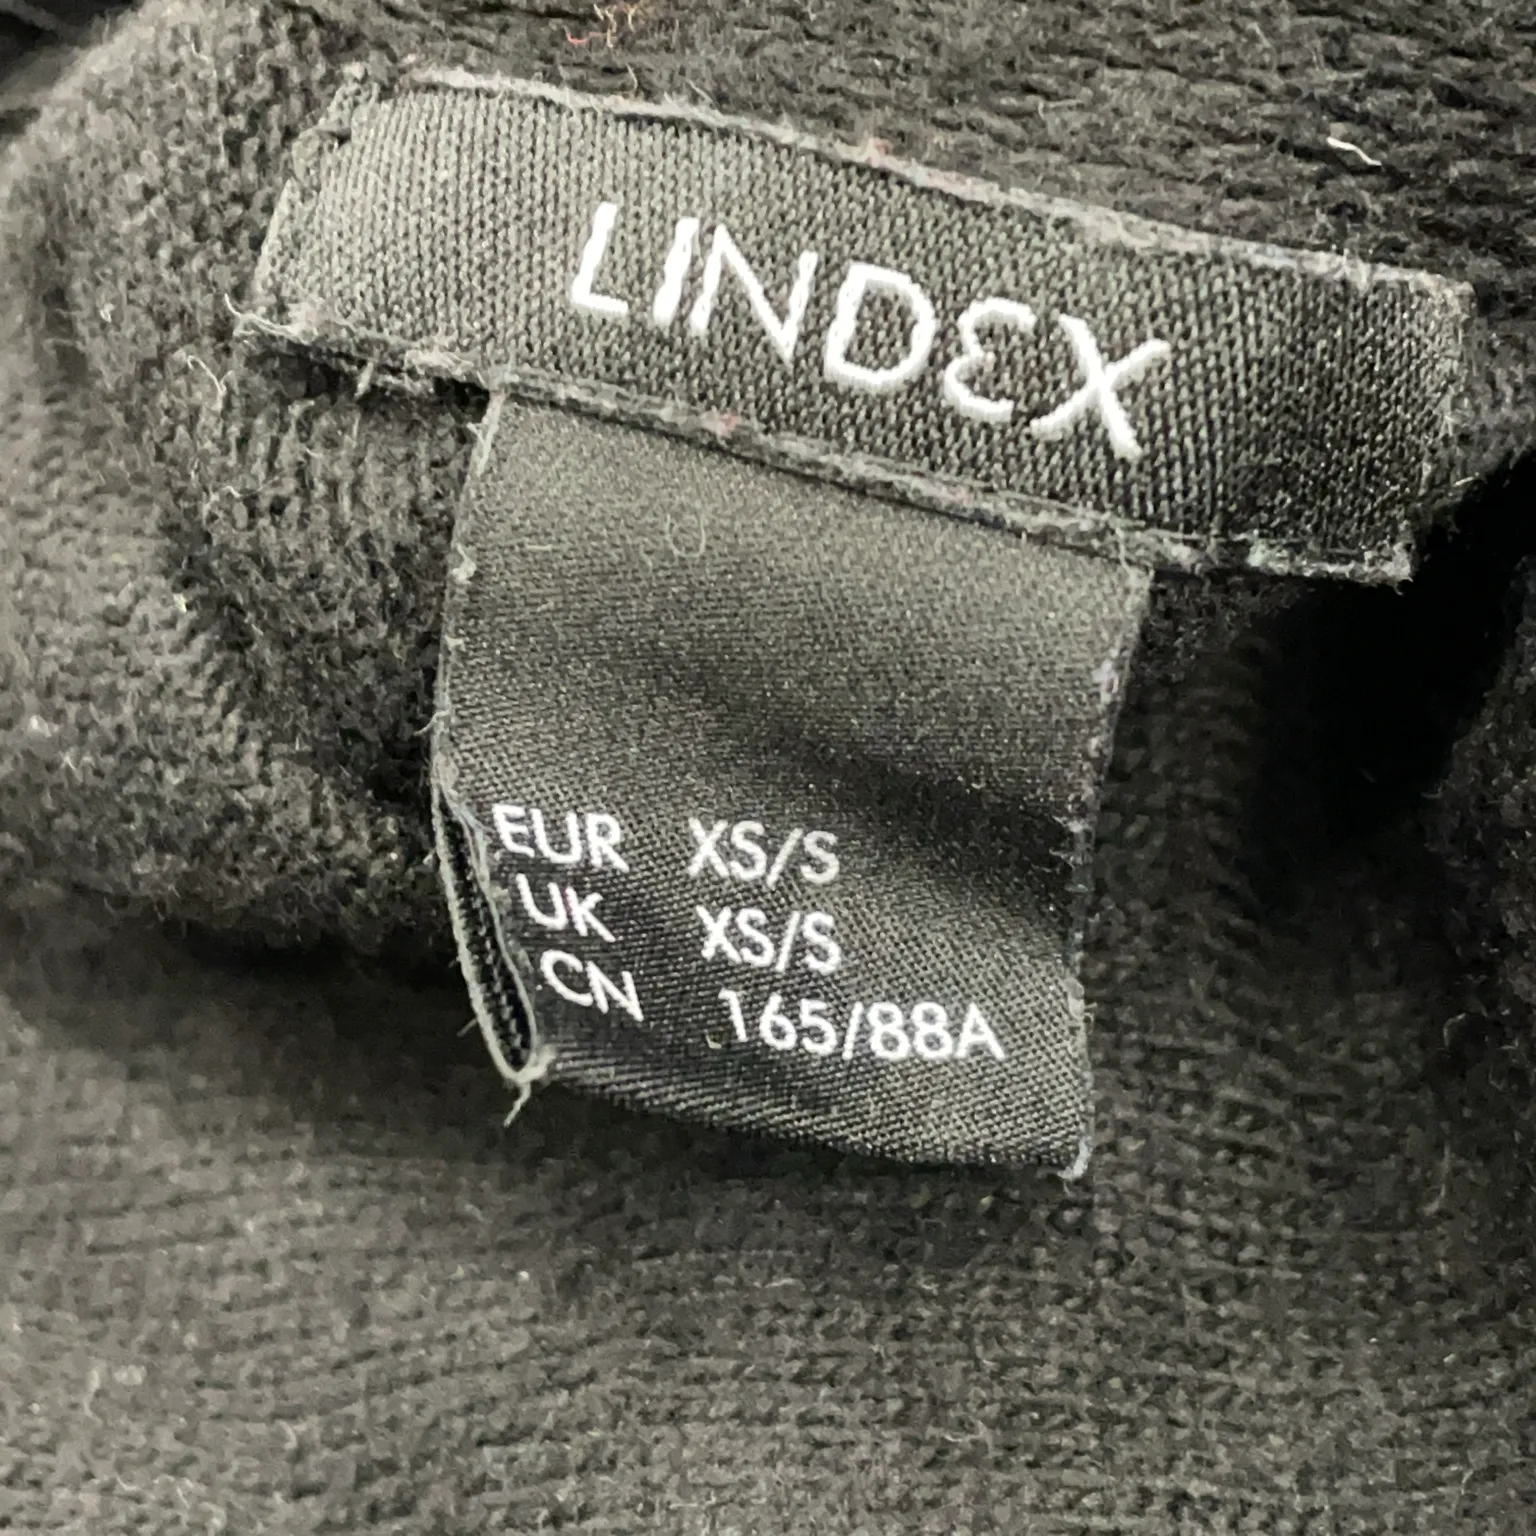 LINDEX
EUR XS/S
UK XS/S
CN 165/88A